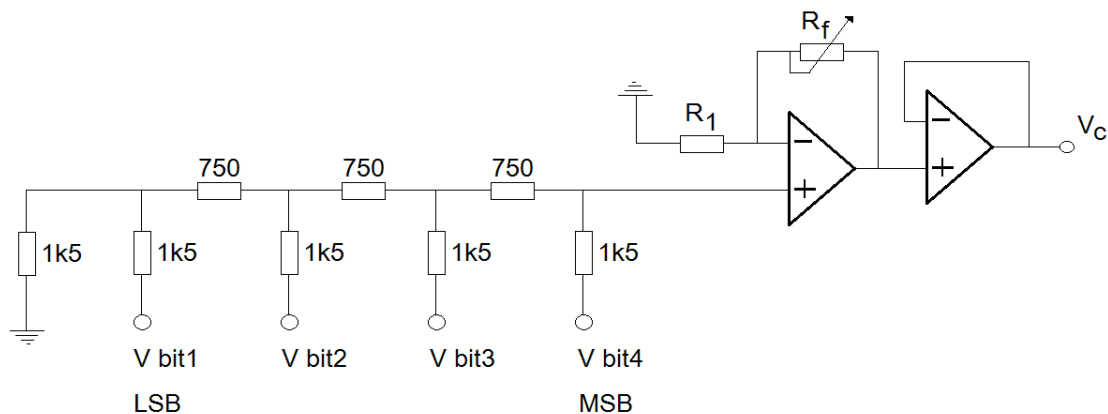 Rf
R1
Vc
−
+
−
+
750 750 750
1k5 1k5 1k5 1k5 1k5
V bit1 V bit2 V bit3 V bit4
LSB MSB